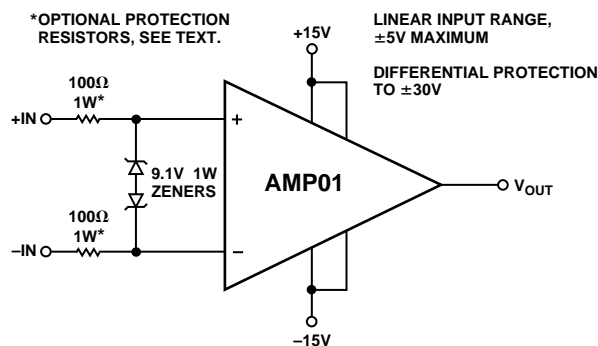 *OPTIONAL PROTECTION
RESISTORS, SEE TEXT.
LINEAR INPUT RANGE,
±5V MAXIMUM
DIFFERENTIAL PROTECTION
TO ±30V
+15V
100Ω
1W*
+IN
+
9.1V 1W
ZENERS
AMP01
VOUT
100Ω
1W*
–IN
–
–15V